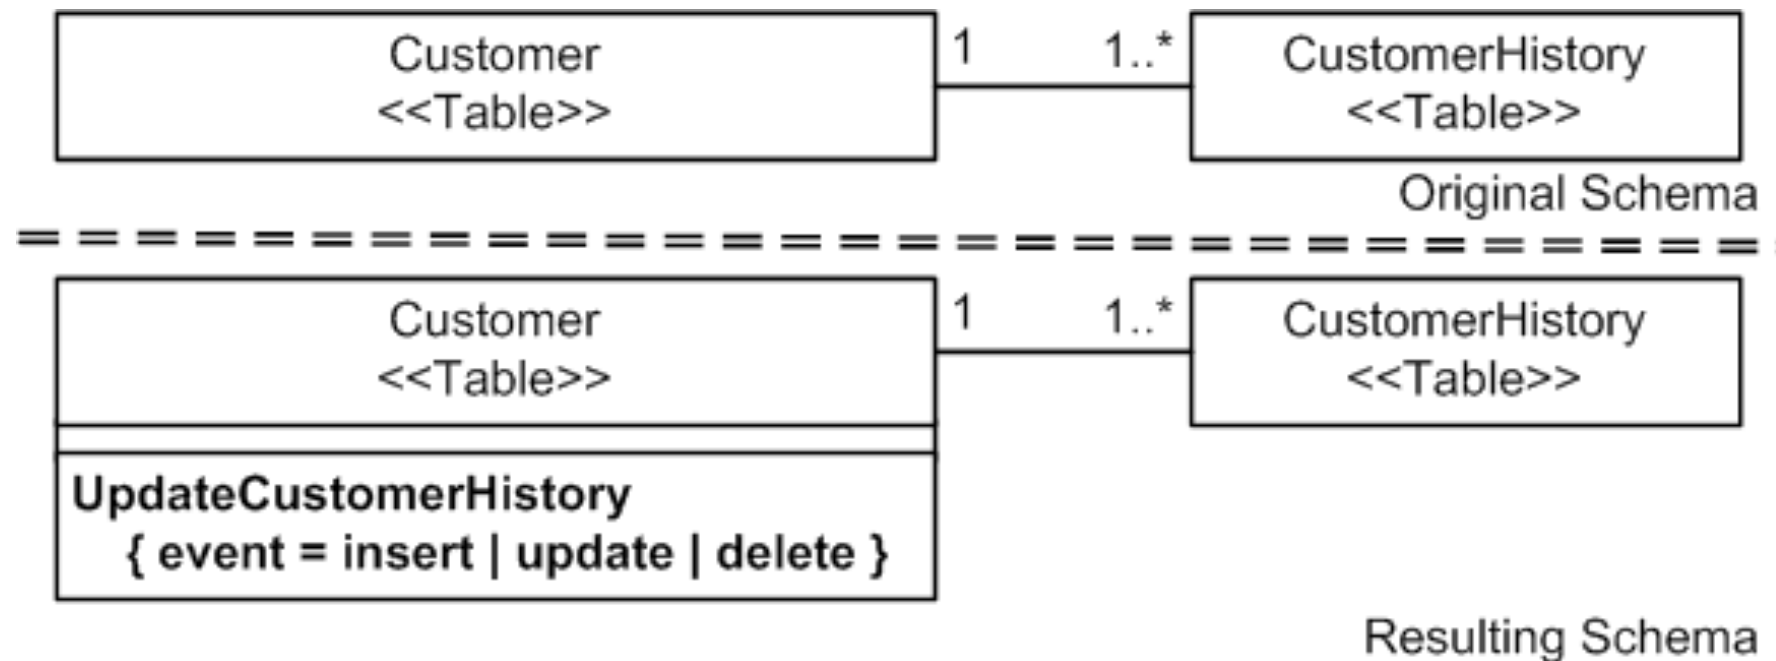 Customer
<<Table>>
1
1..*
CustomerHistory
<<Table>>
Original Schema
Customer
<<Table>>
1
1..*
CustomerHistory
<<Table>>
UpdateCustomerHistory
{ event = insert | update | delete }
Resulting Schema